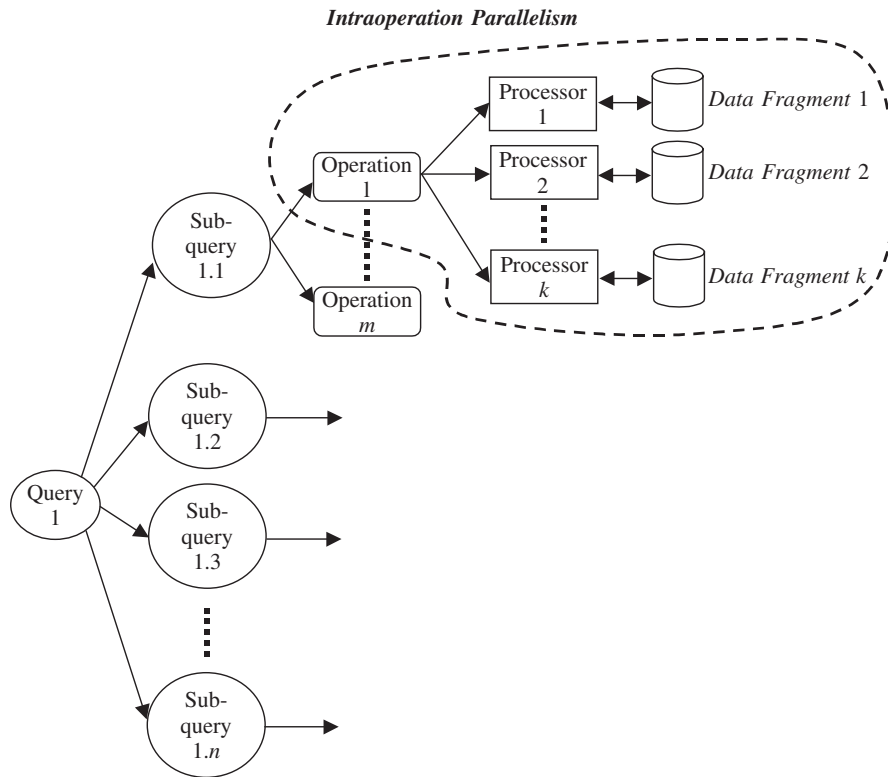 Intraoperation Parallelism
Processor
1
Data Fragment 1
Operation
1
Processor
2
Data Fragment 2
Sub-
query
1.1
Processor
k
Data Fragment k
Operation
m
Sub-
query
1.2
Query
1
Sub-
query
1.3
Sub-
query
1.n